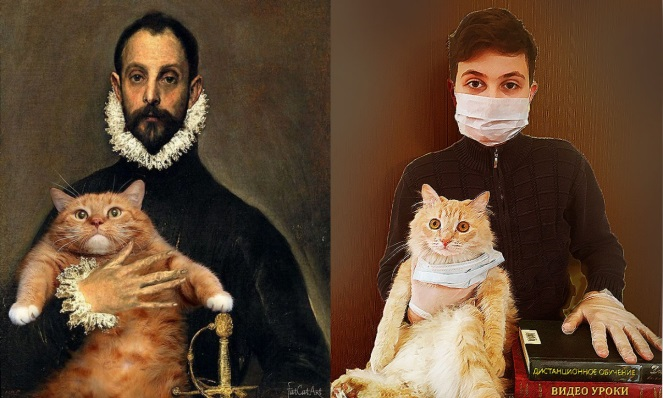 FatCatArt
ДИСТАНЦИОННОЕ ОБУЧЕНИЕ
ВИДЕО УРОКИ